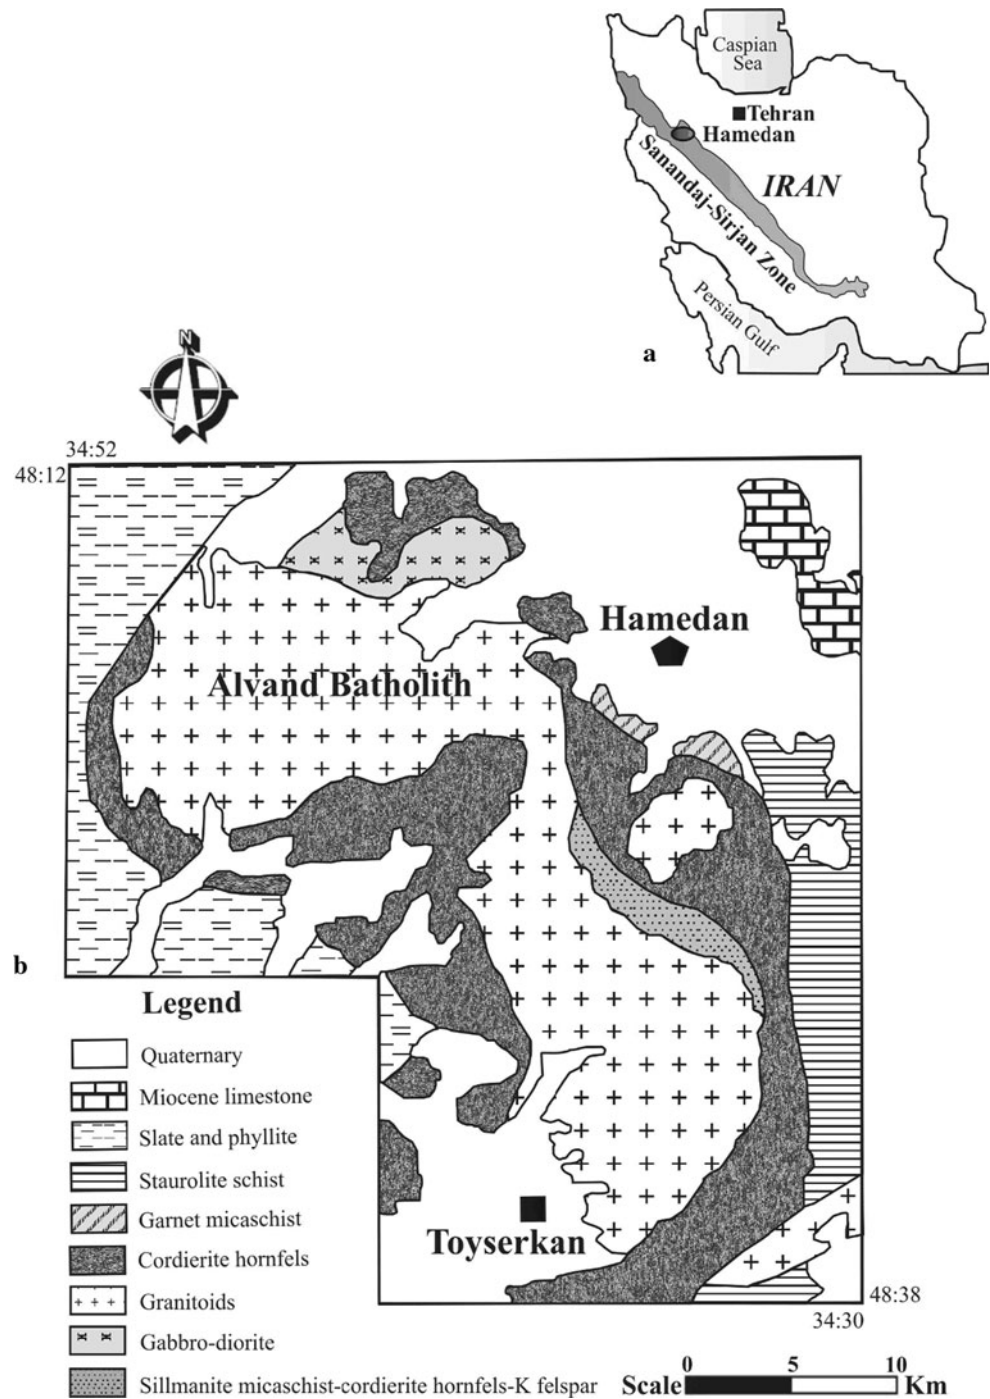 Caspian
Sea
Tehran
Hamedan
Sanandaj-Sirjan Zone
IRAN
Persian Gulf
a
N
34:52
48:12
Hamedan
Alvand Batholith
b
Toyserkan
48:38
34:30
Legend
Quaternary
Miocene limestone
Slate and phyllite
Staurolite schist
Garnet micaschist
Cordierite hornfels
Granitoids
Gabbro-diorite
Sillmanite micaschist-cordierite hornfels-K felspar
0 5 10
Scale Km